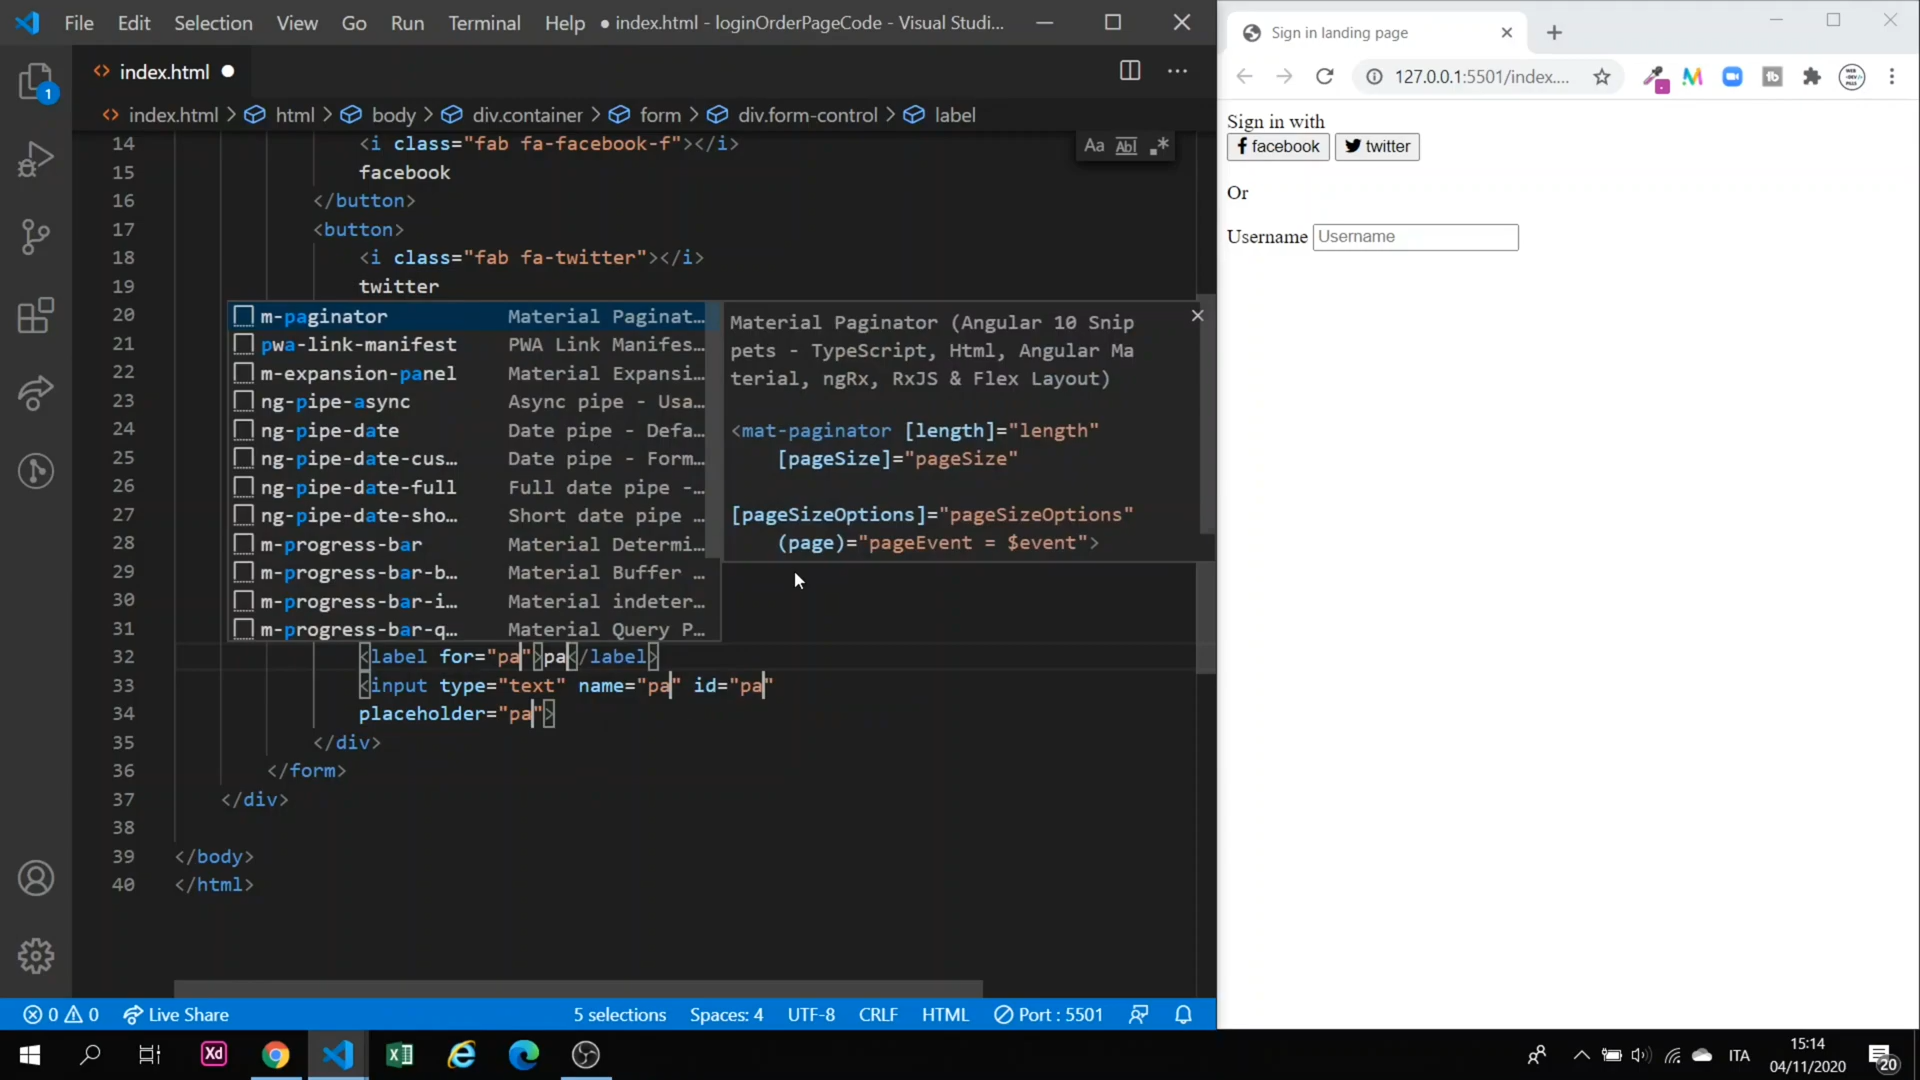 File Edit Selection View Go Run Terminal Help ● index.html - loginOrderPageCode - Visual Studi...
index.html
index.html > html > body > div.container > form > div.form-control > label
Aa Abl .*
14 <i class="fab fa-facebook-f"></i>
15 facebook
16 </button>
17 <button>
18 <i class="fab fa-twitter"></i>
19 twitter
20
21
22
23
24
25
26
27
28
29
30
31
m-paginator Material Paginat...
pwa-link-manifest PWA Link Manifes...
m-expansion-panel Material Expansi...
ng-pipe-async Async pipe - Usa...
ng-pipe-date Date pipe - Defa...
ng-pipe-date-cus... Date pipe - Form...
ng-pipe-date-full Full date pipe -...
ng-pipe-date-sho... Short date pipe ...
m-progress-bar Material Determi...
m-progress-bar-b... Material Buffer ...
m-progress-bar-i... Material indeter...
m-progress-bar-q... Material Query P...
Material Paginator (Angular 10 Snip
pets - TypeScript, Html, Angular Ma
terial, ngRx, RxJS & Flex Layout)
<mat-paginator [length]="length"
[pageSize]="pageSize"
[pageSizeOptions]="pageSizeOptions"
(page)="pageEvent = $event">
32 <label for="pa">pa</label>
33 <input type="text" name="pa" id="pa"
34 placeholder="pa">
35 </div>
36 </form>
37 </div>
38
39 </body>
40 </html>
1
0 0 Live Share 5 selections Spaces: 4 UTF-8 CRLF HTML Port : 5501
Sign in landing page
127.0.0.1:5501/index....
Sign in with
facebook twitter
Or
Username Username
Xd
ITA
15:14
04/11/2020
20